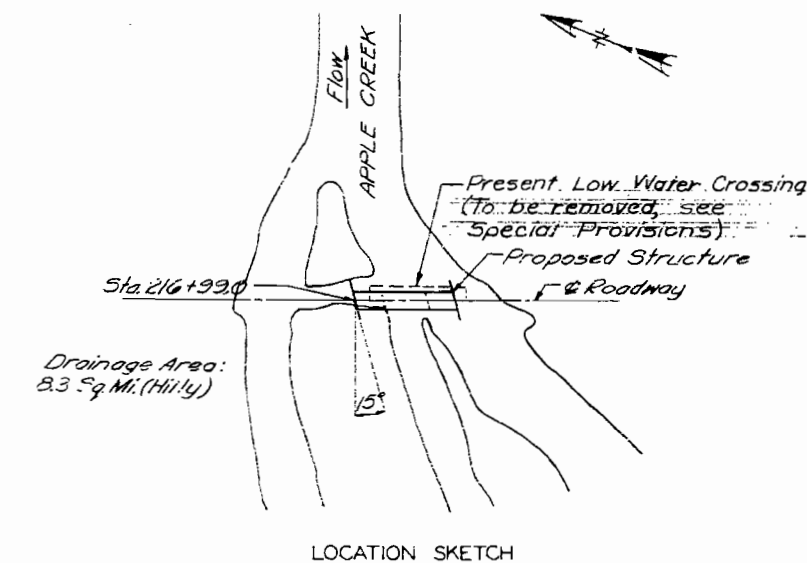 Flow
APPLE CREEK
N
Present Low Water Crossing
(To be removed, see
Special Provisions)
Proposed Structure
Sta. 216+99.0
℄ Roadway
Drainage Area:
8.3 Sq. Mi. (Hilly)
15°
LOCATION SKETCH